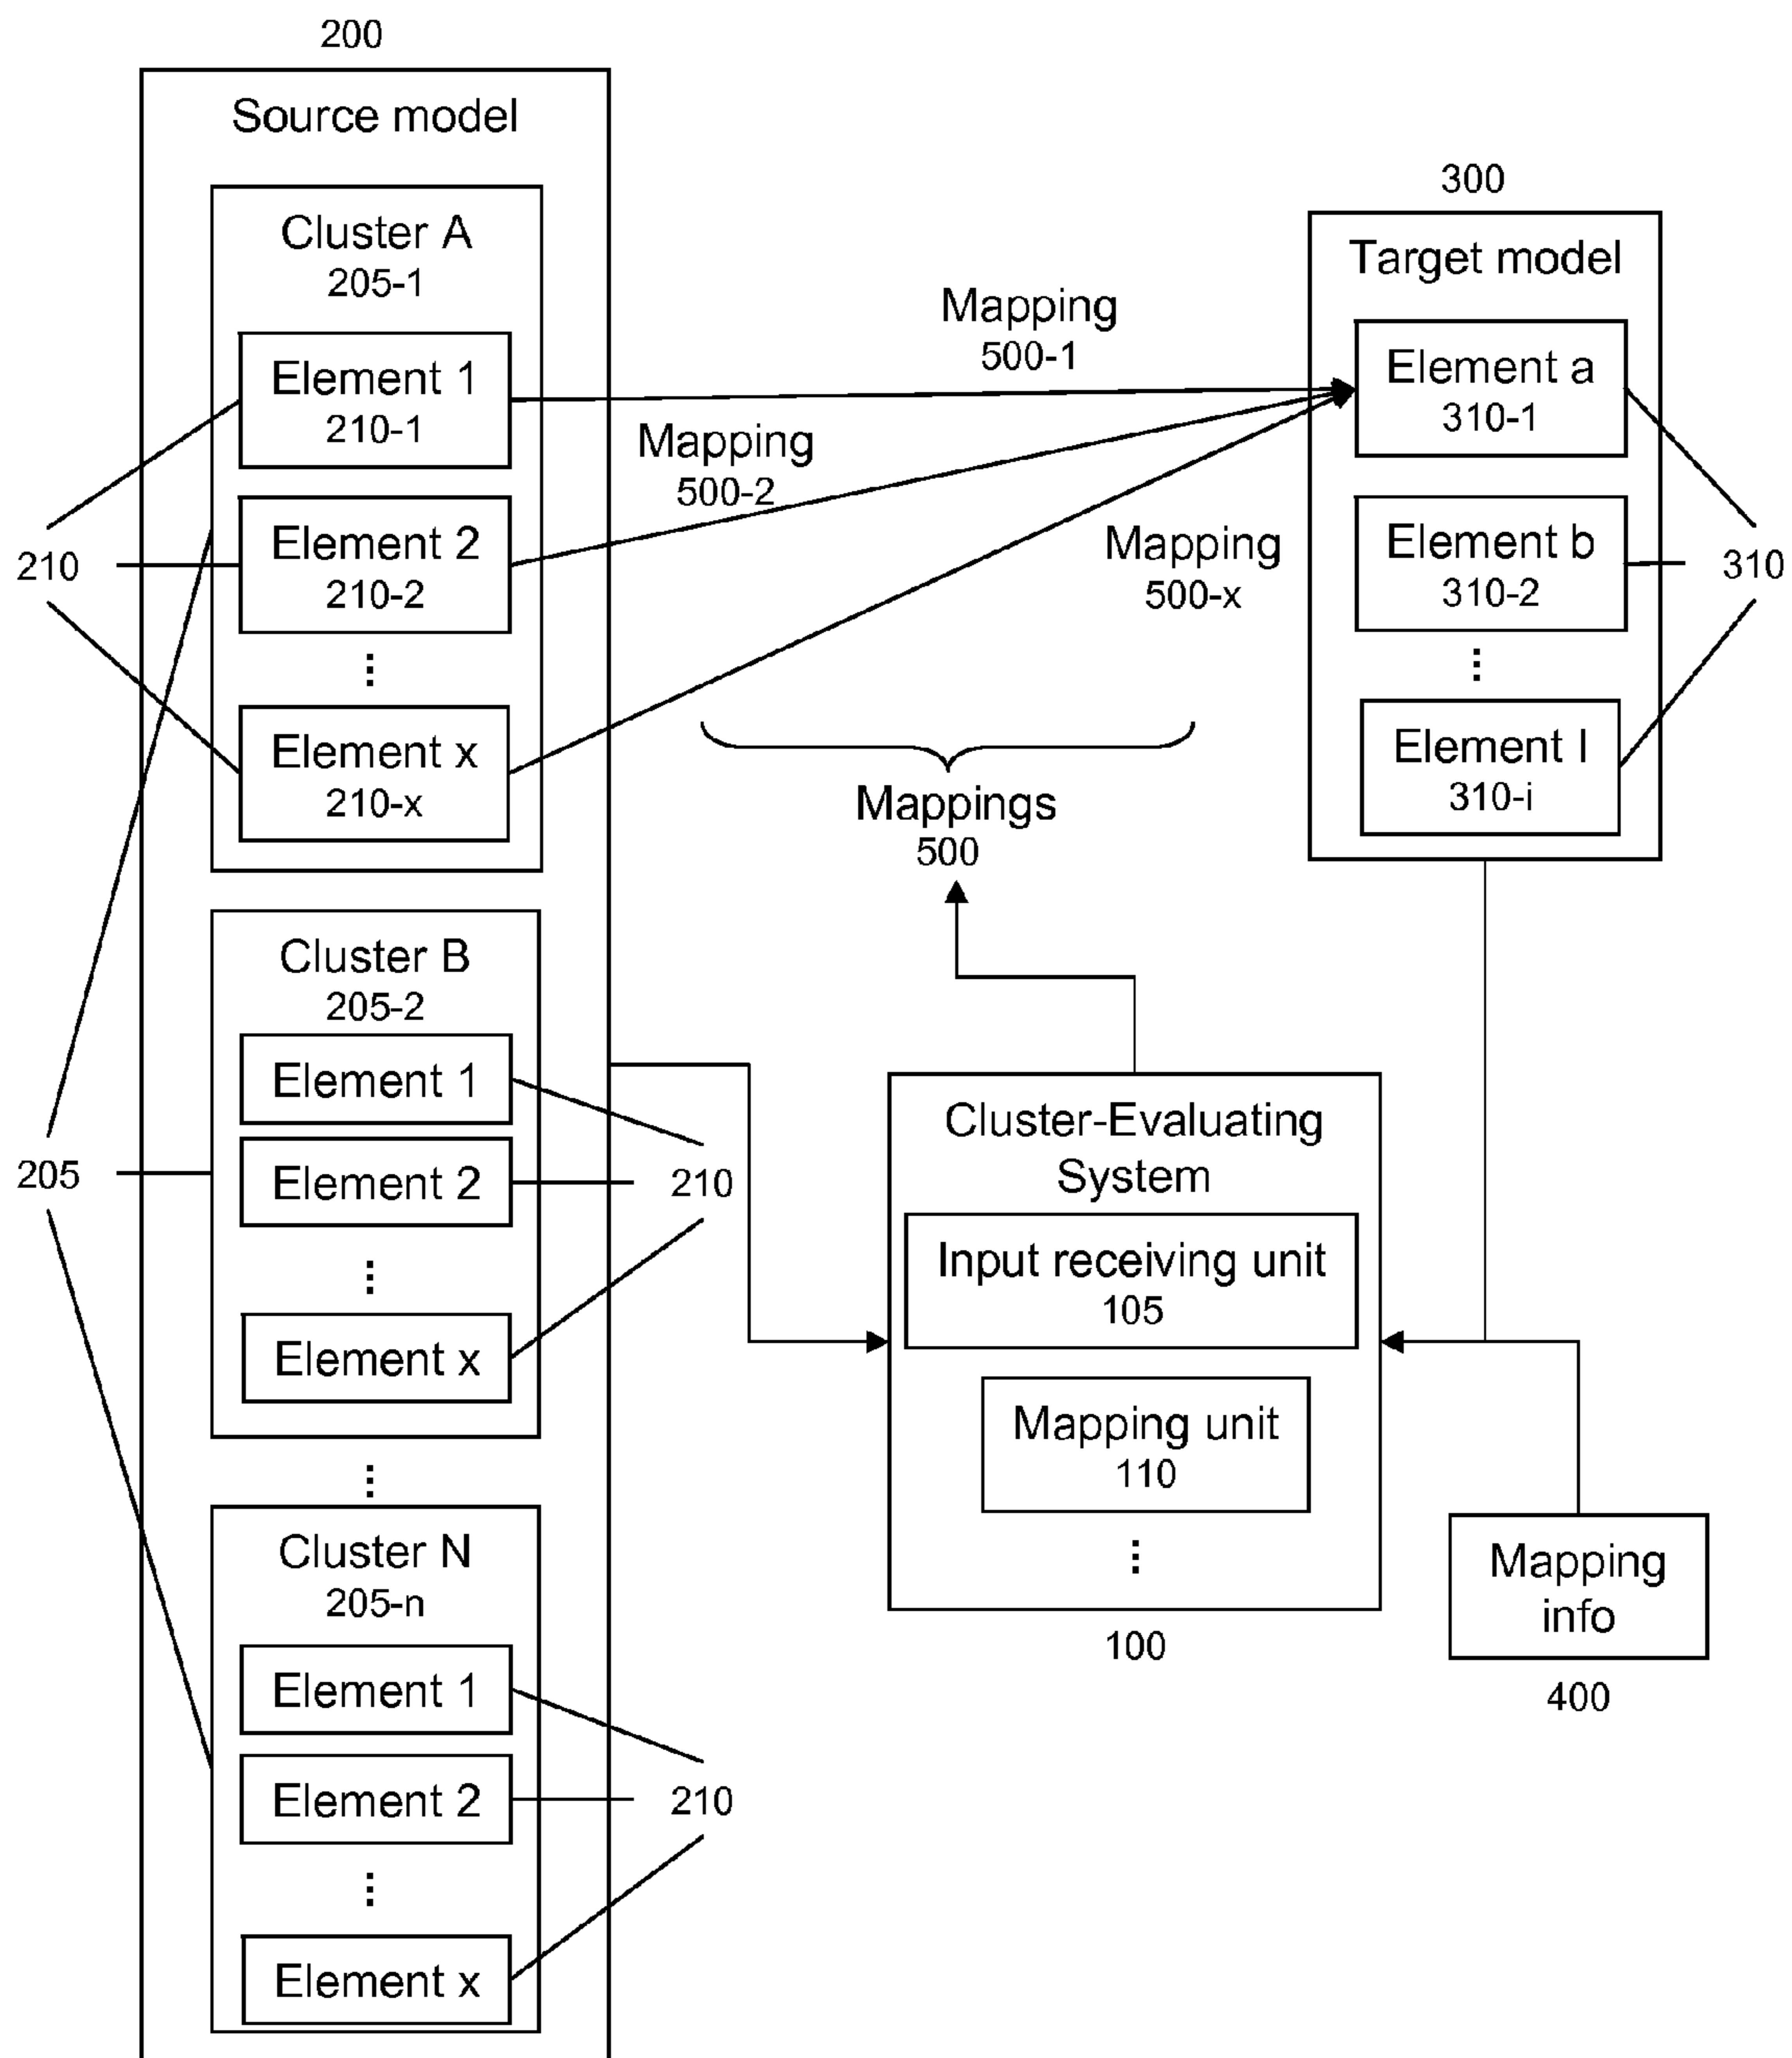 200
Source model
Cluster A
205-1
Element 1
210-1
Element 2
210-2
⋮
Element x
210-x
210
Cluster B
205-2
Element 1
Element 2
⋮
Element x
210
205
⋮
Cluster N
205-n
Element 1
Element 2
⋮
Element x
210
Mapping
500-1
Mapping
500-2
Mapping
500-x
Mappings
500
300
Target model
Element a
310-1
Element b
310-2
⋮
Element I
310-i
310
Cluster-Evaluating
System
Input receiving unit
105
Mapping unit
110
⋮
100
Mapping
info
400